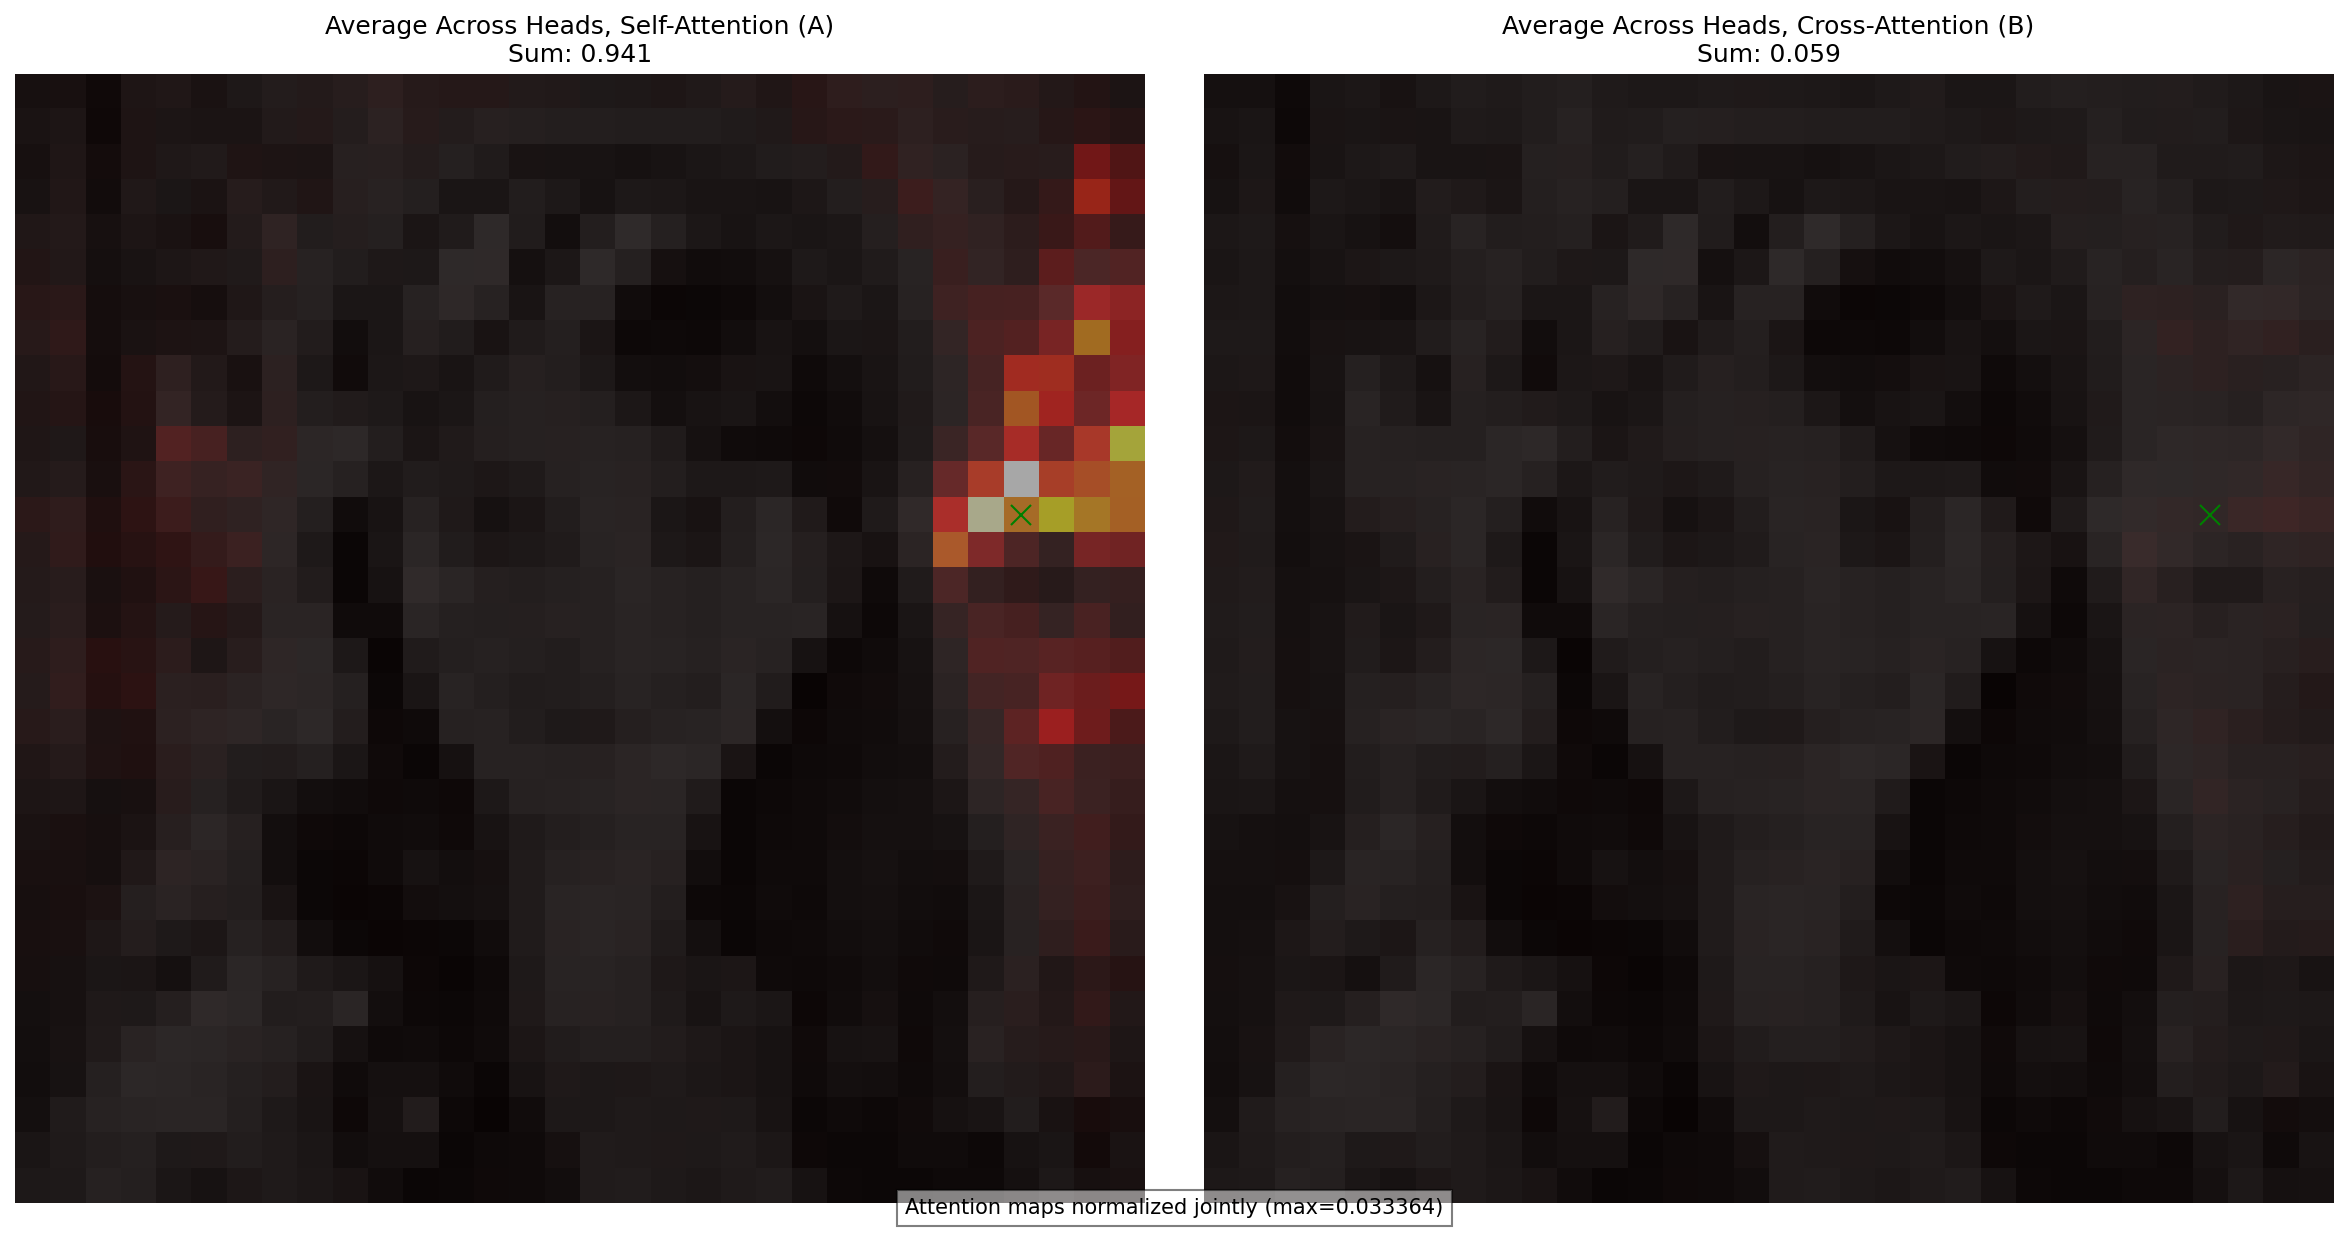 Average Across Heads, Self-Attention (A)
Sum: 0.941
Average Across Heads, Cross-Attention (B)
Sum: 0.059
Attention maps normalized jointly (max=0.033364)